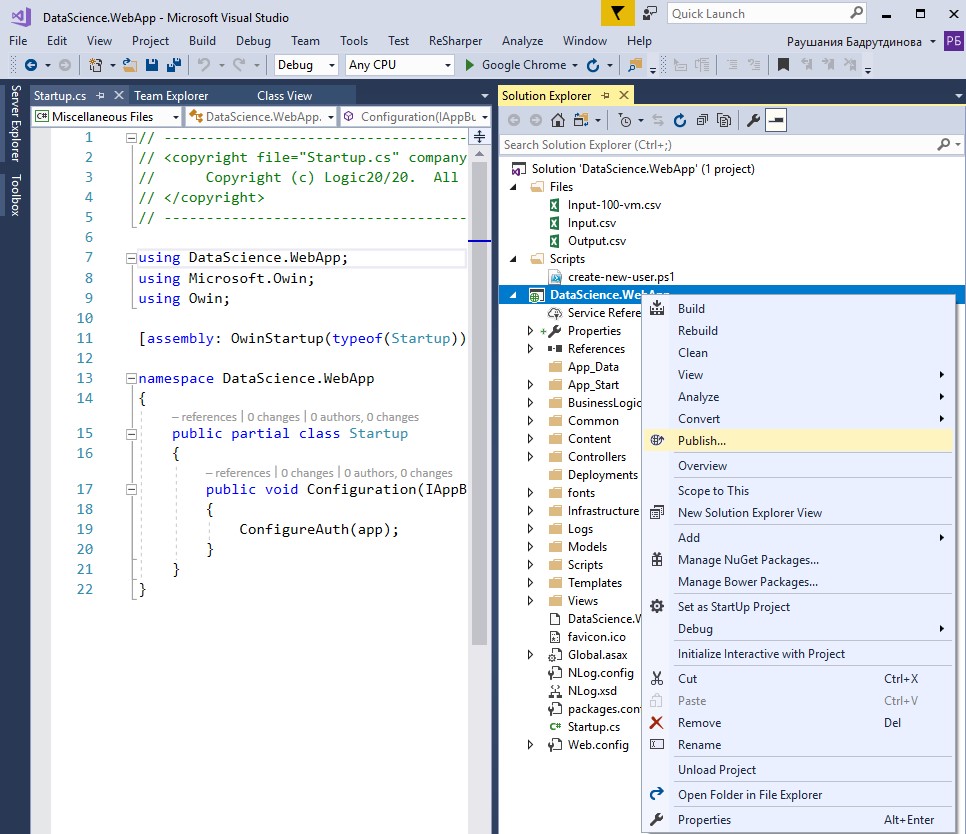 DataScience.WebApp - Microsoft Visual Studio
Quick Launch
File Edit View Project Build Debug Team Tools Test ReSharper Analyze Window Help
Раушания Бадрутдинова РБ
Debug Any CPU Google Chrome
Server Explorer
Toolbox
Startup.cs Team Explorer Class View
C# Miscellaneous Files DataScience.WebApp. Configuration(IAppBu
1 // -----------------------------------
2 // <copyright file="Startup.cs" company
3 // Copyright (c) Logic20/20. All
4 // </copyright>
5 // -----------------------------------
6
7 using DataScience.WebApp;
8 using Microsoft.Owin;
9 using Owin;
10
11 [assembly: OwinStartup(typeof(Startup))
12
13 namespace DataScience.WebApp
14 {
– references | 0 changes | 0 authors, 0 changes
15 public partial class Startup
16 {
– references | 0 changes | 0 authors, 0 changes
17 public void Configuration(IAppB
18 {
19 ConfigureAuth(app);
20 }
21 }
22 }
Solution Explorer
Search Solution Explorer (Ctrl+;)
Solution 'DataScience.WebApp' (1 project)
Files
Input-100-vm.csv
Input.csv
Output.csv
Scripts
create-new-user.ps1
DataScience.WebApp
Service Refere
Properties
References
App_Data
App_Start
BusinessLogic
Common
Content
Controllers
Deployments
fonts
Infrastructure
Logs
Models
Scripts
Templates
Views
DataScience.W
favicon.ico
Global.asax
NLog.config
NLog.xsd
packages.con
C# Startup.cs
Web.config
Build
Rebuild
Clean
View
Analyze
Convert
Publish...
Overview
Scope to This
New Solution Explorer View
Add
Manage NuGet Packages...
Manage Bower Packages...
Set as StartUp Project
Debug
Initialize Interactive with Project
Cut Ctrl+X
Paste Ctrl+V
Remove Del
Rename
Unload Project
Open Folder in File Explorer
Properties Alt+Enter